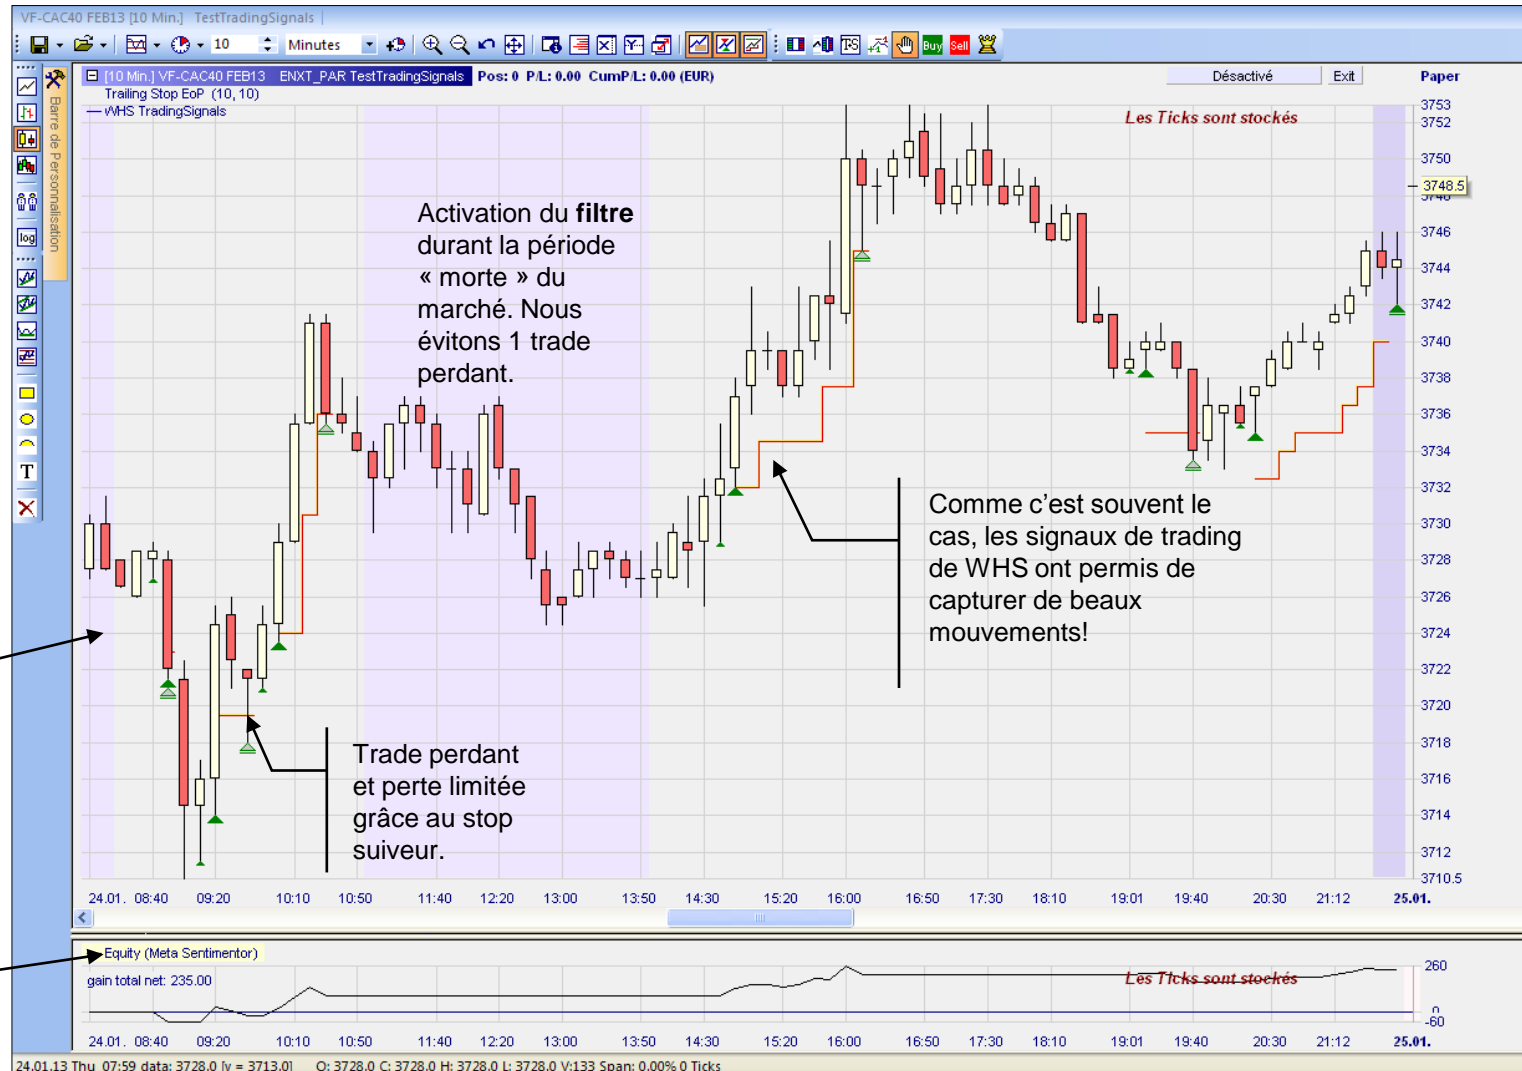 VF-CAC40 FEB13 [10 Min.] TestTradingSignals
10 Minutes
Buy Sell
Barre de Personnalisation
log
T
[10 Min.] VF-CAC40 FEB13 ENXT_PAR TestTradingSignals Pos: 0 P/L: 0.00 CumP/L: 0.00 (EUR) Désactivé Exit Paper
Trailing Stop EoP (10, 10)
WHS TradingSignals
Les Ticks sont stockés
3753
3752
3750
3748.5
3746
3744
3742
3740
3738
3736
3734
3732
3730
3728
3726
3724
3722
3720
3718
3716
3714
3712
3710.5
Activation du filtre
durant la période
« morte » du
marché. Nous
évitons 1 trade
perdant.
Comme c’est souvent le
cas, les signaux de trading
de WHS ont permis de
capturer de beaux
mouvements!
Trade perdant
et perte limitée
grâce au stop
suiveur.
24.01. 08:40 09:20 10:10 10:50 11:40 12:20 13:00 13:50 14:30 15:20 16:00 16:50 17:30 18:10 19:01 19:40 20:30 21:12 25.01.
Equity (Meta Sentimentor)
gain total net: 235.00
Les Ticks sont stockés
260
0
-60
24.01. 08:40 09:20 10:10 10:50 11:40 12:20 13:00 13:50 14:30 15:20 16:00 16:50 17:30 18:10 19:01 19:40 20:30 21:12 25.01.
24.01.13 Thu 07:59 data: 3728.0 [y = 3713.0] O: 3728.0 C: 3728.0 H: 3728.0 L: 3728.0 V:133 Span: 0.00% 0 Ticks